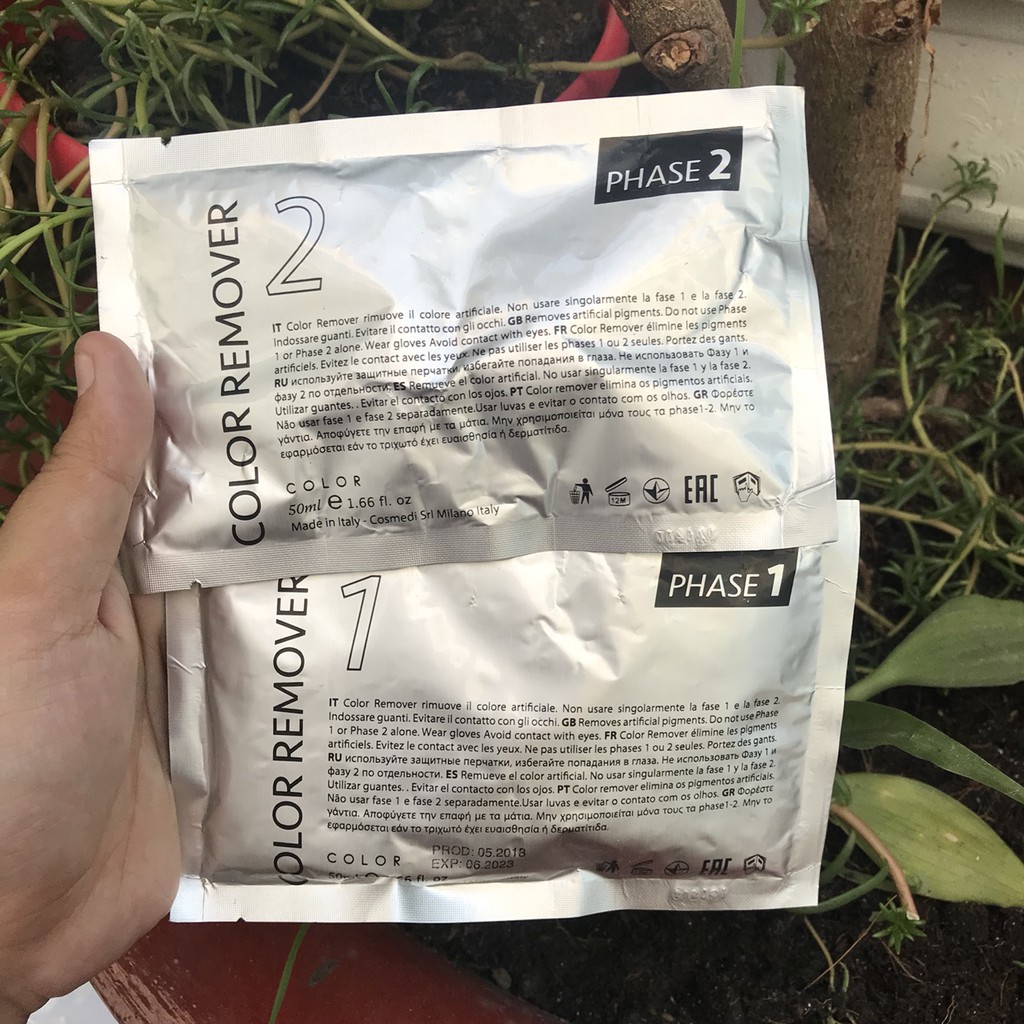 PHASE 2
COLOR REMOVER
2
IT Color Remover rimuove il colore artificiale. Non usare singolarmente la fase 1 e la fase 2.
Indossare guanti. Evitare il contatto con gli occhi. GB Removes artificial pigments. Do not use Phase
1 or Phase 2 alone. Wear gloves Avoid contact with eyes. FR Color Remover élimine les pigments
artificiels. Evitez le contact avec les yeux. Ne pas utiliser les phases 1 ou 2 seules. Portez des gants.
RU используйте защитные перчатки, избегайте попадания в глаза. Не использовать Фазу 1 и
фазу 2 по отдельности. ES Remueve el color artificial. No usar singularmente la fase 1 y la fase 2.
Utilizar guantes. . Evitar el contacto con los ojos. PT Color remover elimina os pigmentos artificiais.
Não usar fase 1 e fase 2 separadamente.Usar luvas e evitar o contato com os olhos. GR Φορέστε
γάντια. Αποφύγετε την επαφή με τα μάτια. Μην χρησιμοποιείται μόνα τους τα phase1-2. Μην το
εφαρμόσεται εάν το τριχωτό έχει ευαισθησία ή δερματίτιδα.
COLOR
50ml e 1.66 fl. oz
Made in Italy - Cosmedi Srl Milano Italy
12M
EAC
PHASE 1
COLOR REMOVER
1
IT Color Remover rimuove il colore artificiale. Non usare singolarmente la fase 1 e la fase 2.
Indossare guanti. Evitare il contatto con gli occhi. GB Removes artificial pigments. Do not use Phase
1 or Phase 2 alone. Wear gloves Avoid contact with eyes. FR Color Remover élimine les pigments
artificiels. Evitez le contact avec les yeux. Ne pas utiliser les phases 1 ou 2 seules. Portez des gants.
RU используйте защитные перчатки, избегайте попадания в глаза. Не использовать Фазу 1 и
фазу 2 по отдельности. ES Remueve el color artificial. No usar singularmente la fase 1 y la fase 2.
Utilizar guantes. . Evitar el contacto con los ojos. PT Color remover elimina os pigmentos artificiais.
Não usar fase 1 e fase 2 separadamente.Usar luvas e evitar o contato com os olhos. GR Φορέστε
γάντια. Αποφύγετε την επαφή με τα μάτια. Μην χρησιμοποιείται μόνα τους τα phase1-2. Μην το
εφαρμόσεται εάν το τριχωτό έχει ευαισθησία ή δερματίτιδα.
COLOR
PROD: 05.2018
EXP: 06.2023
fl. oz
EAC